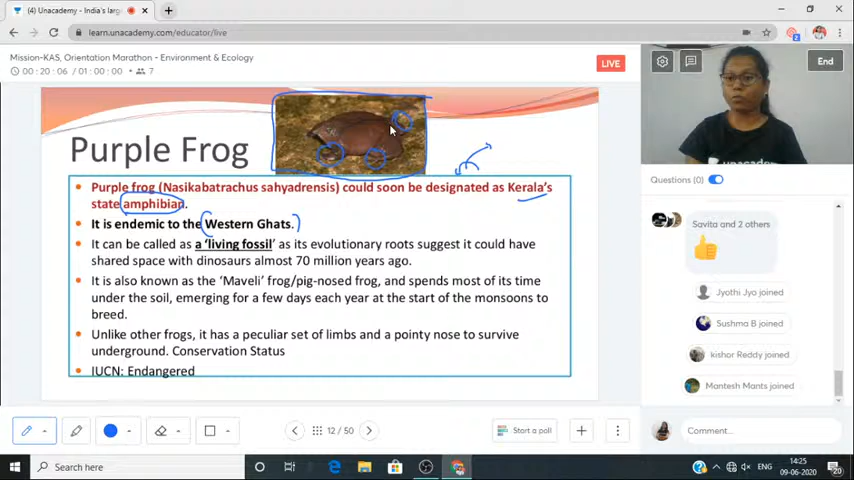 (4) Unacademy - India's larg
learn.unacademy.com/educator/live
Mission-KAS, Orientation Marathon - Environment & Ecology
00:20:06 / 01:00:00 • 7
LIVE
End
Purple Frog
• Purple frog (Nasikabatrachus sahyadrensis) could soon be designated as Kerala's
state amphibian.
• It is endemic to the Western Ghats.
• It can be called as a 'living fossil' as its evolutionary roots suggest it could have
shared space with dinosaurs almost 70 million years ago.
• It is also known as the 'Maveli' frog/pig-nosed frog, and spends most of its time
under the soil, emerging for a few days each year at the start of the monsoons to
breed.
• Unlike other frogs, it has a peculiar set of limbs and a pointy nose to survive
underground. Conservation Status
• IUCN: Endangered
unacademy
Questions (0)
Savita and 2 others
Jyothi Jyo joined
Sushma B joined
kishor Reddy joined
Mantesh Mants joined
12 / 50
Start a poll
Comment...
Search here
ENG
14:25
09-06-2020
20